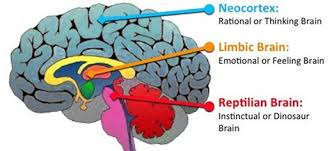 Neocortex:
Rational or Thinking Brain
Limbic Brain:
Emotional or Feeling Brain
Reptilian Brain:
Instinctual or Dinosaur
Brain